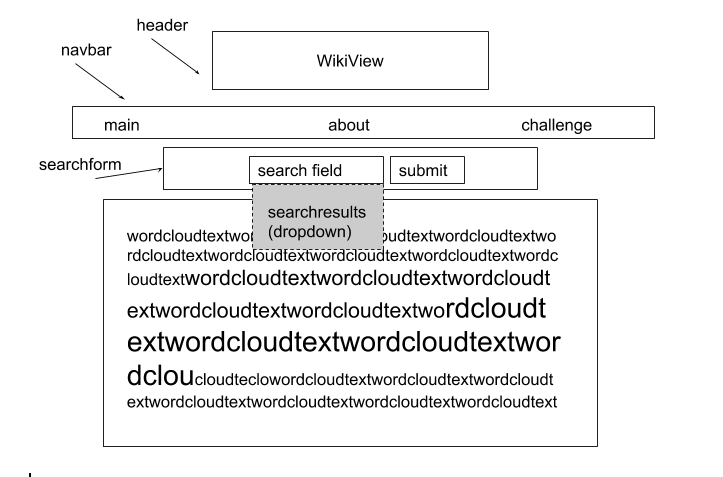 header
WikiView
navbar
main about challenge
searchform
search field submit
searchresults
(dropdown)
wordcloudtextwor oudtextwordcloudtextwo
rdcloudtextwordcloudtextwordcloudtextwordcloudtextwordc
loudtextwordcloudtextwordcloudtextwordcloudt
extwordcloudtextwordcloudtextwordcloudt
extwordcloudtextwordcloudtextwor
dcloucloudteclowordcloudtextwordcloudtextwordcloudt
extwordcloudtextwordcloudtextwordcloudtextwordcloudtext